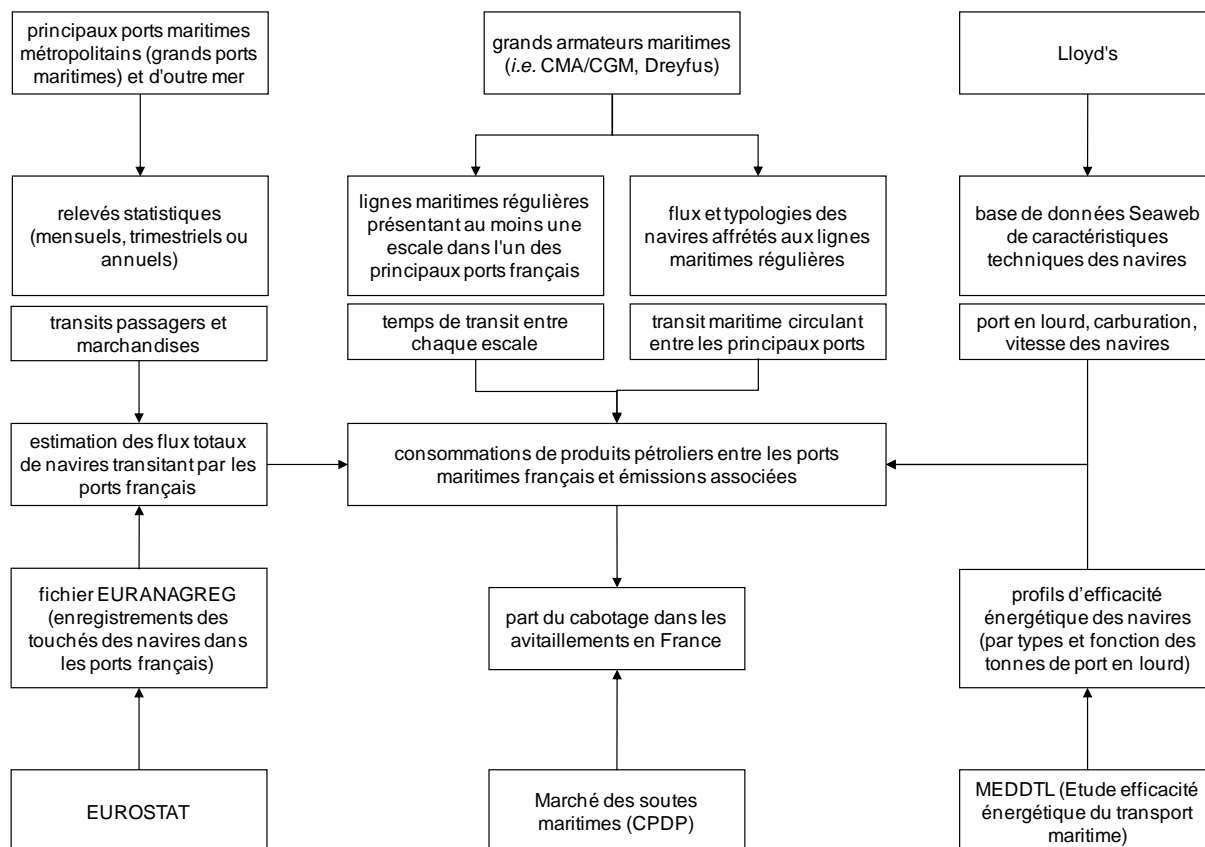 principaux ports maritimes
métropolitains (grands ports
maritimes) et d'outre mer
grands armateurs maritimes
(i.e. CMA/CGM, Dreyfus)
Lloyd's
relevés statistiques
(mensuels, trimestriels ou
annuels)
lignes maritimes régulières
présentant au moins une
escale dans l'un des
principaux ports français
flux et typologies des
navires affrétés aux lignes
maritimes régulières
base de données Seaweb
de caractéristiques
techniques des navires
transits passagers et
marchandises
temps de transit entre
chaque escale
transit maritime circulant
entre les principaux ports
port en lourd, carburation,
vitesse des navires
estimation des flux totaux
de navires transitant par les
ports français
consommations de produits pétroliers entre les ports
maritimes français et émissions associées
fichier EURANAGREG
(enregistrements des
touchés des navires dans
les ports français)
part du cabotage dans les
avitaillements en France
profils d’efficacité
énergétique des navires
(par types et fonction des
tonnes de port en lourd)
EUROSTAT
Marché des soutes
maritimes (CPDP)
MEDDTL (Etude efficacité
énergétique du transport
maritime)